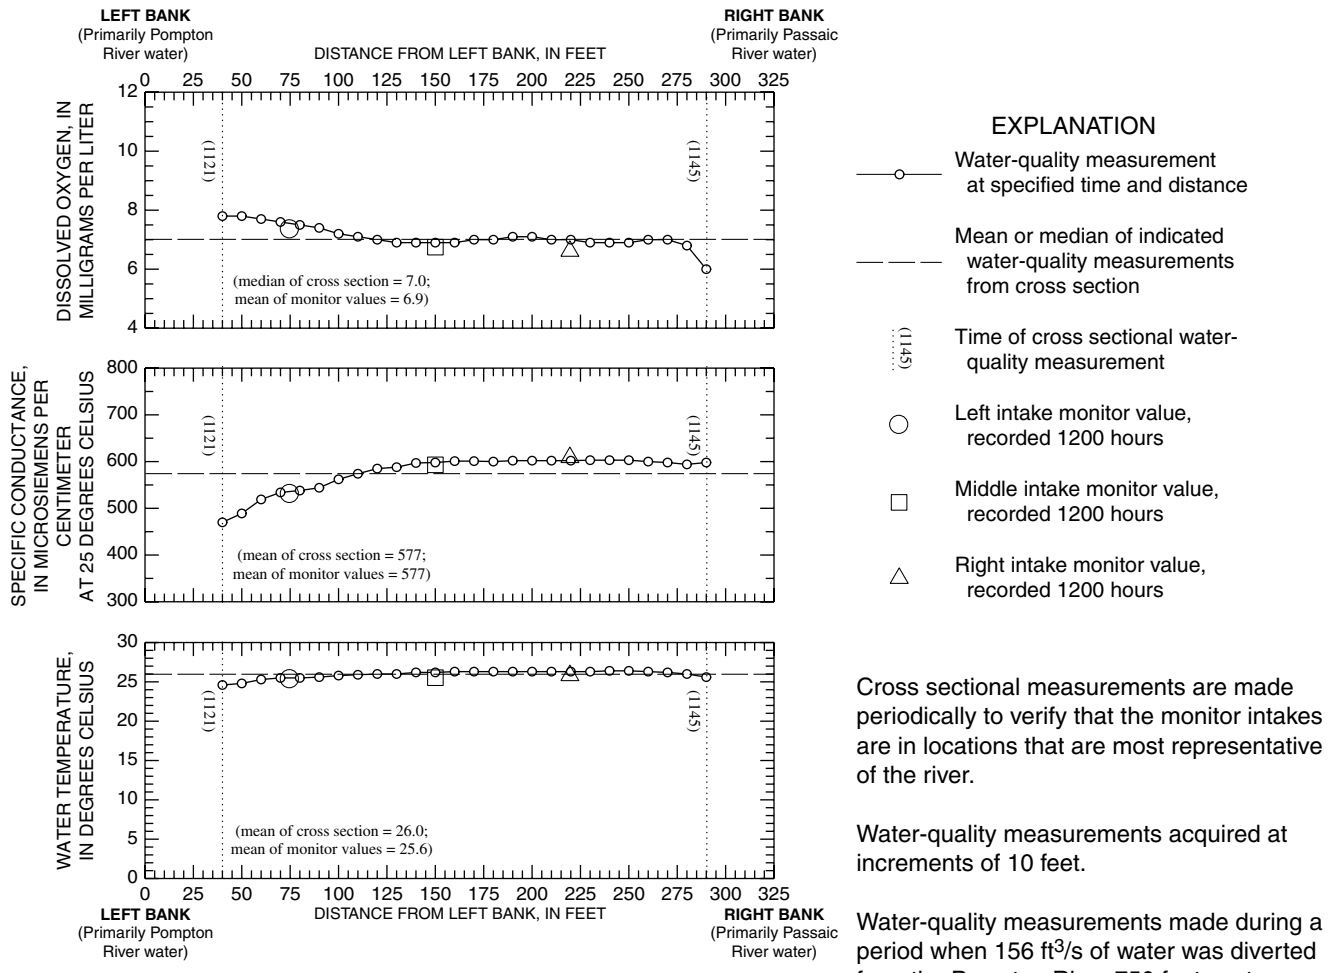 LEFT BANK
(Primarily Pompton
River water)
RIGHT BANK
(Primarily Passaic
River water)
DISTANCE FROM LEFT BANK, IN FEET
0 25 50 75 100 125 150 175 200 225 250 275 300 325
DISSOLVED OXYGEN, IN
MILLIGRAMS PER LITER
12
10
8
6
4
(1121)
(1145)
(median of cross section = 7.0;
mean of monitor values = 6.9)
SPECIFIC CONDUCTANCE,
IN MICROSIEMENS PER
CENTIMETER
AT 25 DEGREES CELSIUS
800
700
600
500
400
300
(1121)
(1145)
(mean of cross section = 577;
mean of monitor values = 577)
WATER TEMPERATURE,
IN DEGREES CELSIUS
30
25
20
15
10
5
0
(1121)
(1145)
(mean of cross section = 26.0;
mean of monitor values = 25.6)
0 25 50 75 100 125 150 175 200 225 250 275 300 325
LEFT BANK
(Primarily Pompton
River water)
DISTANCE FROM LEFT BANK, IN FEET
RIGHT BANK
(Primarily Passaic
River water)
EXPLANATION
Water-quality measurement
at specified time and distance
Mean or median of indicated
water-quality measurements
from cross section
(1145)
Time of cross sectional water-
quality measurement
Left intake monitor value,
recorded 1200 hours
Middle intake monitor value,
recorded 1200 hours
Right intake monitor value,
recorded 1200 hours
Cross sectional measurements are made
periodically to verify that the monitor intakes
are in locations that are most representative
of the river.
Water-quality measurements acquired at
increments of 10 feet.
Water-quality measurements made during a
period when 156 ft³/s of water was diverted